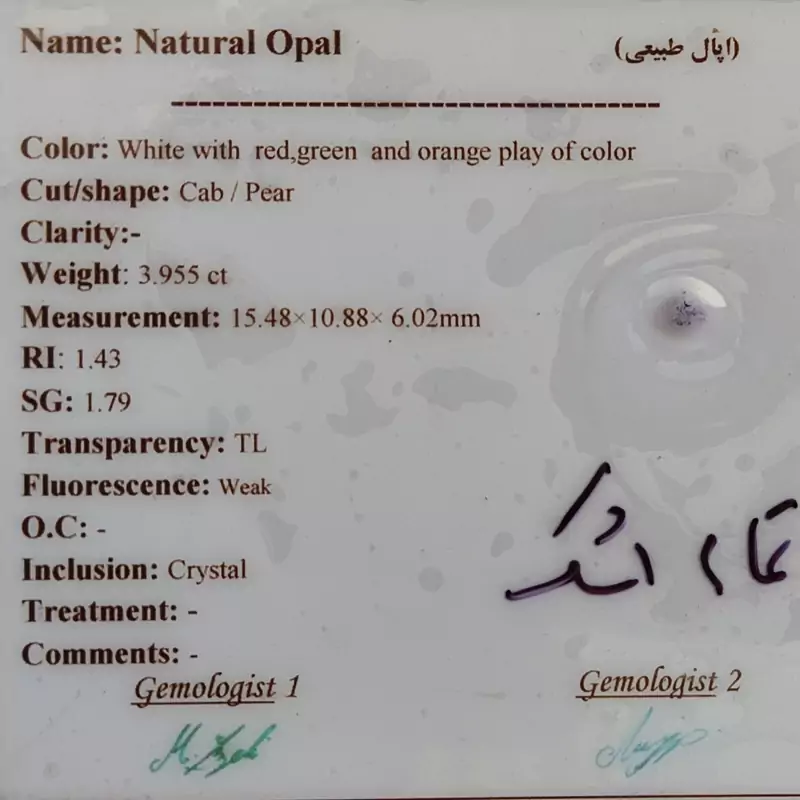 Name: Natural Opal (اپأل طبیعی)
-----------------------------------
Color: White with red,green and orange play of color
Cut/shape: Cab / Pear
Clarity:-
Weight: 3.955 ct
Measurement: 15.48×10.88× 6.02mm
RI: 1.43
SG: 1.79
Transparency: TL
Fluorescence: Weak
O.C: -
Inclusion: Crystal
Treatment: -
Comments: -
Gemologist 1 Gemologist 2